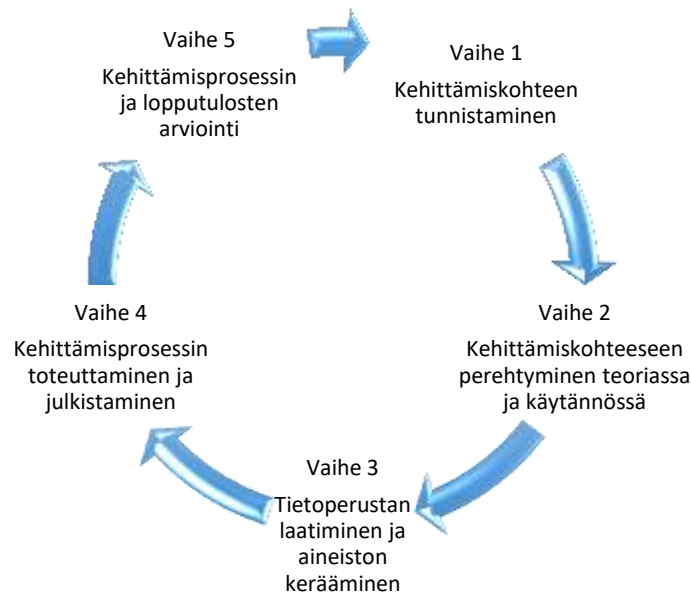 Vaihe 1
Kehittämiskohteen
tunnistaminen
Vaihe 2
Kehittämiskohteeseen
perehtyminen teoriassa
ja käytännössä
Vaihe 3
Tietoperustan
laatiminen ja
aineiston
kerääminen
Vaihe 4
Kehittämisprosessin
toteuttaminen ja
julkistaminen
Vaihe 5
Kehittämisprosessin
ja lopputulosten
arviointi